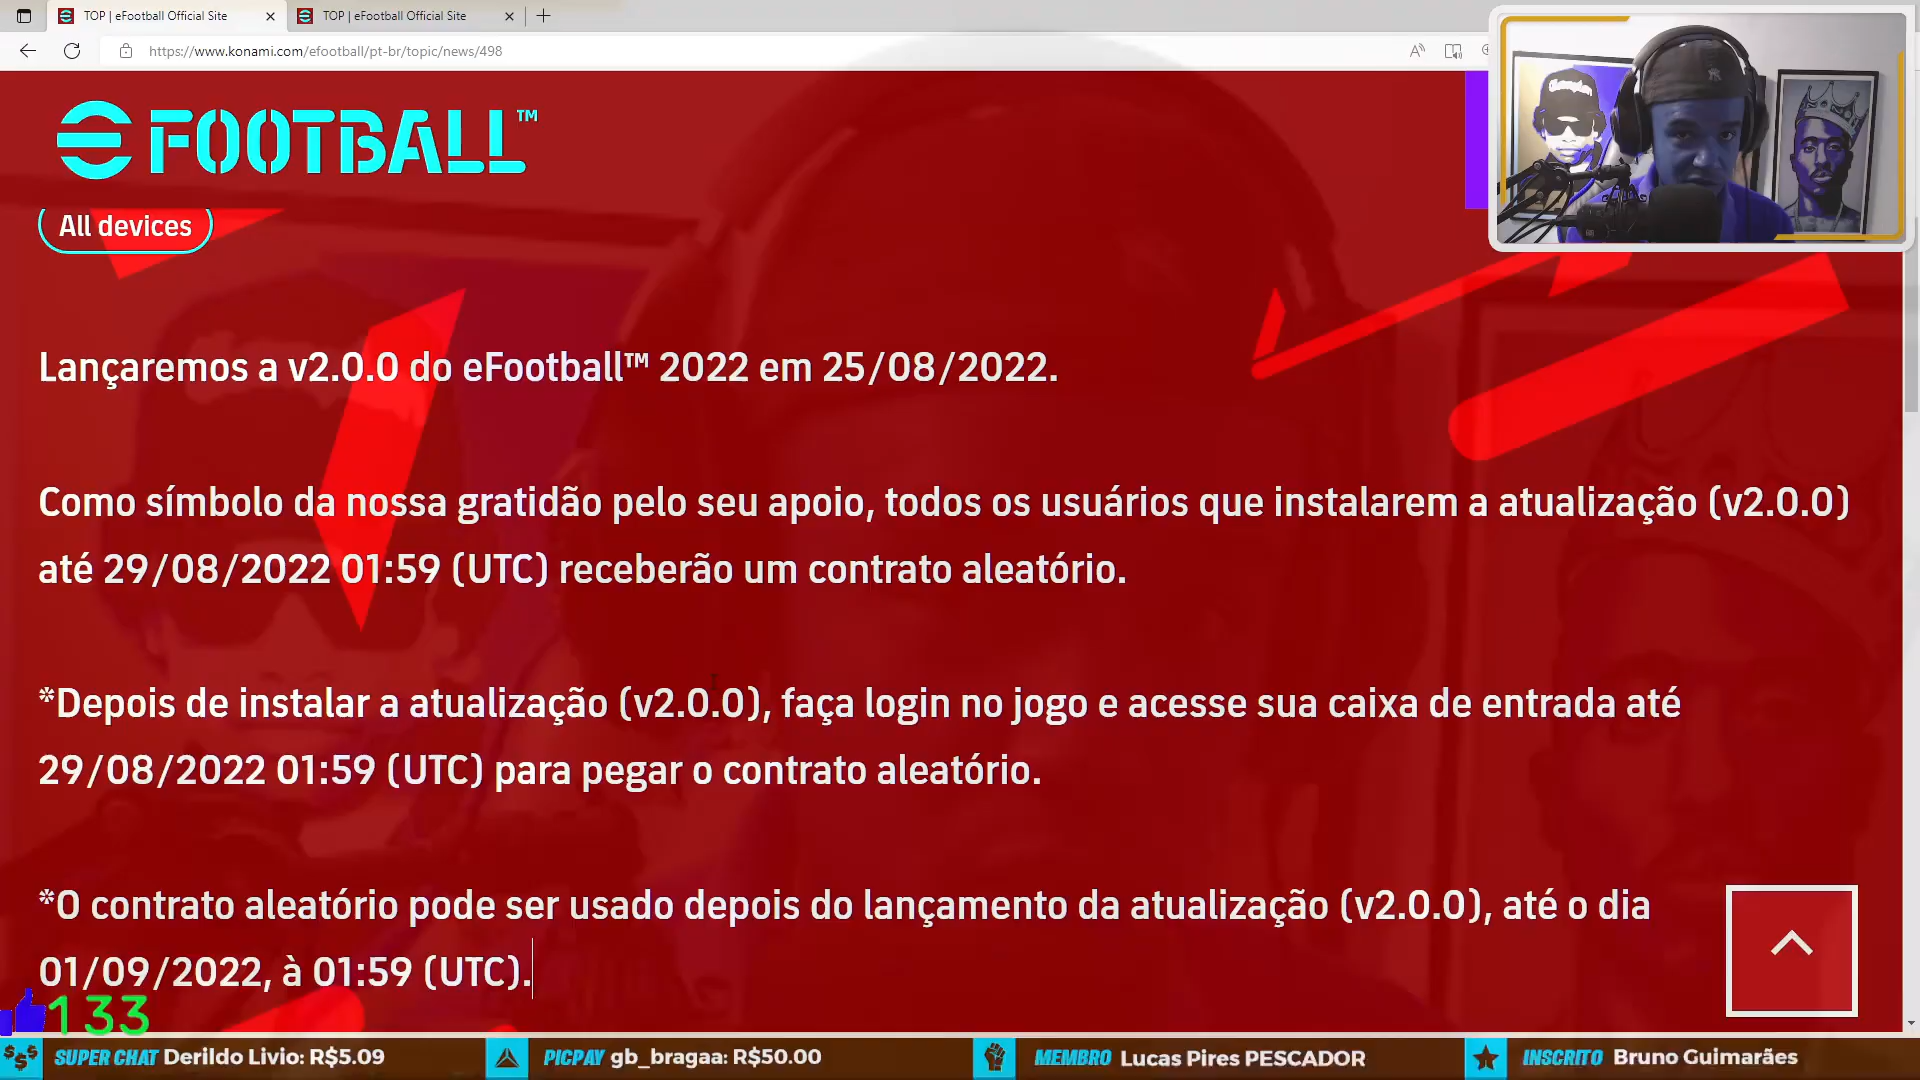 TOP | eFootball Official Site
TOP | eFootball Official Site
https://www.konami.com/efootball/pt-br/topic/news/498
eFOOTBALL™
All devices
Lançaremos a v2.0.0 do eFootball™ 2022 em 25/08/2022.
Como símbolo da nossa gratidão pelo seu apoio, todos os usuários que instalarem a atualização (v2.0.0)
até 29/08/2022 01:59 (UTC) receberão um contrato aleatório.
*Depois de instalar a atualização (v2.0.0), faça login no jogo e acesse sua caixa de entrada até
29/08/2022 01:59 (UTC) para pegar o contrato aleatório.
*O contrato aleatório pode ser usado depois do lançamento da atualização (v2.0.0), até o dia
01/09/2022, à 01:59 (UTC).
133
SUPER CHAT Derildo Livio: R$5.09
PICPAY gb_bragaa: R$50.00
MEMBRO Lucas Pires PESCADOR
INSCRITO Bruno Guimarães